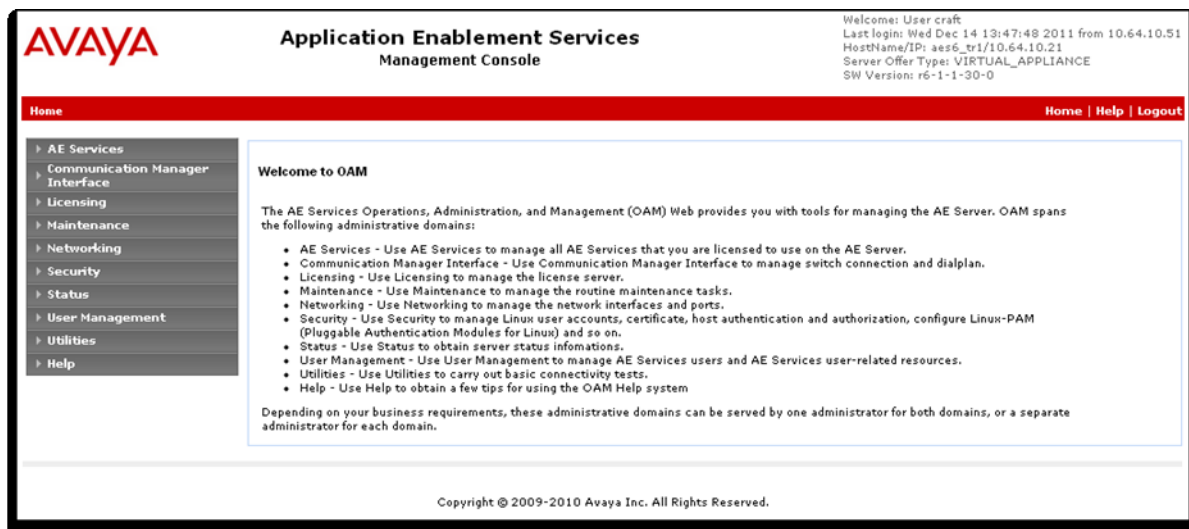 AVAYA
Application Enablement Services
Management Console
Welcome: User craft
Last login: Wed Dec 14 13:47:48 2011 from 10.64.10.51
HostName/IP: aes6_tr1/10.64.10.21
Server Offer Type: VIRTUAL_APPLIANCE
SW Version: r6-1-1-30-0
Home
Home | Help | Logout
AE Services
Communication Manager
Interface
Licensing
Maintenance
Networking
Security
Status
User Management
Utilities
Help
Welcome to OAM
The AE Services Operations, Administration, and Management (OAM) Web provides you with tools for managing the AE Server. OAM spans
the following administrative domains:
• AE Services - Use AE Services to manage all AE Services that you are licensed to use on the AE Server.
• Communication Manager Interface - Use Communication Manager Interface to manage switch connection and dialplan.
• Licensing - Use Licensing to manage the license server.
• Maintenance - Use Maintenance to manage the routine maintenance tasks.
• Networking - Use Networking to manage the network interfaces and ports.
• Security - Use Security to manage Linux user accounts, certificate, host authentication and authorization, configure Linux-PAM
(Pluggable Authentication Modules for Linux) and so on.
• Status - Use Status to obtain server status infomations.
• User Management - Use User Management to manage AE Services users and AE Services user-related resources.
• Utilities - Use Utilities to carry out basic connectivity tests.
• Help - Use Help to obtain a few tips for using the OAM Help system
Depending on your business requirements, these administrative domains can be served by one administrator for both domains, or a separate
administrator for each domain.
Copyright © 2009-2010 Avaya Inc. All Rights Reserved.